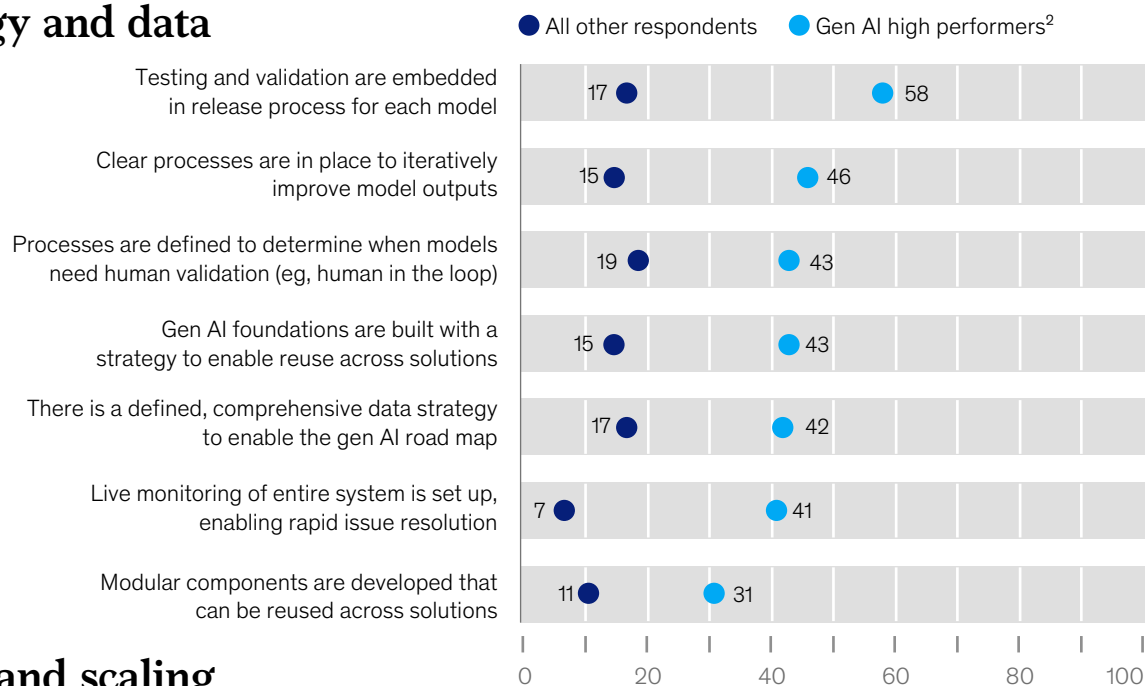 gy and data
All other respondents
Gen AI high performers²
Testing and validation are embedded
in release process for each model
17
58
Clear processes are in place to iteratively
improve model outputs
15
46
Processes are defined to determine when models
need human validation (eg, human in the loop)
19
43
Gen AI foundations are built with a
strategy to enable reuse across solutions
15
43
There is a defined, comprehensive data strategy
to enable the gen AI road map
17
42
Live monitoring of entire system is set up,
enabling rapid issue resolution
7
41
Modular components are developed that
can be reused across solutions
11
31
0 20 40 60 80 100
and scaling